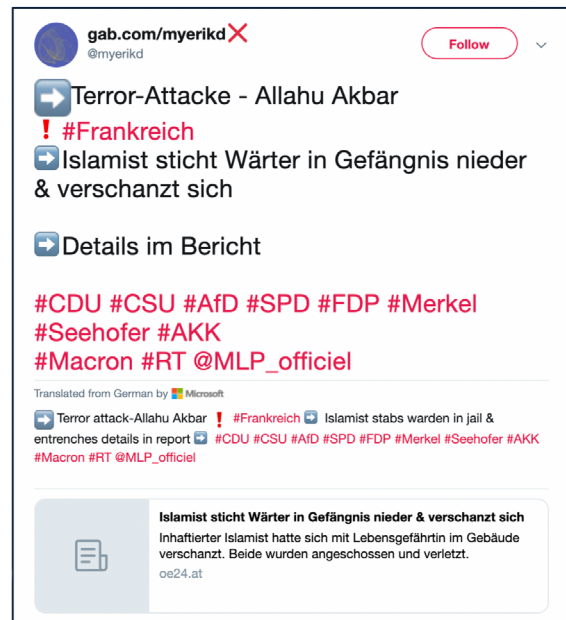 gab.com/myerikd❌
@myerikd
Follow
➡️Terror-Attacke - Allahu Akbar
❗ #Frankreich
➡️Islamist sticht Wärter in Gefängnis nieder
& verschanzt sich
➡️Details im Bericht
#CDU #CSU #AfD #SPD #FDP #Merkel
#Seehofer #AKK
#Macron #RT @MLP_officiel
Translated from German by Microsoft
➡️ Terror attack-Allahu Akbar ❗ #Frankreich ➡️ Islamist stabs warden in jail &
entrenches details in report ➡️ #CDU #CSU #AfD #SPD #FDP #Merkel #Seehofer #AKK
#Macron #RT @MLP_officiel
Islamist sticht Wärter in Gefängnis nieder & verschanzt sich
Inhaftierter Islamist hatte sich mit Lebensgefährtin im Gebäude
verschanzt. Beide wurden angeschossen und verletzt.
oe24.at